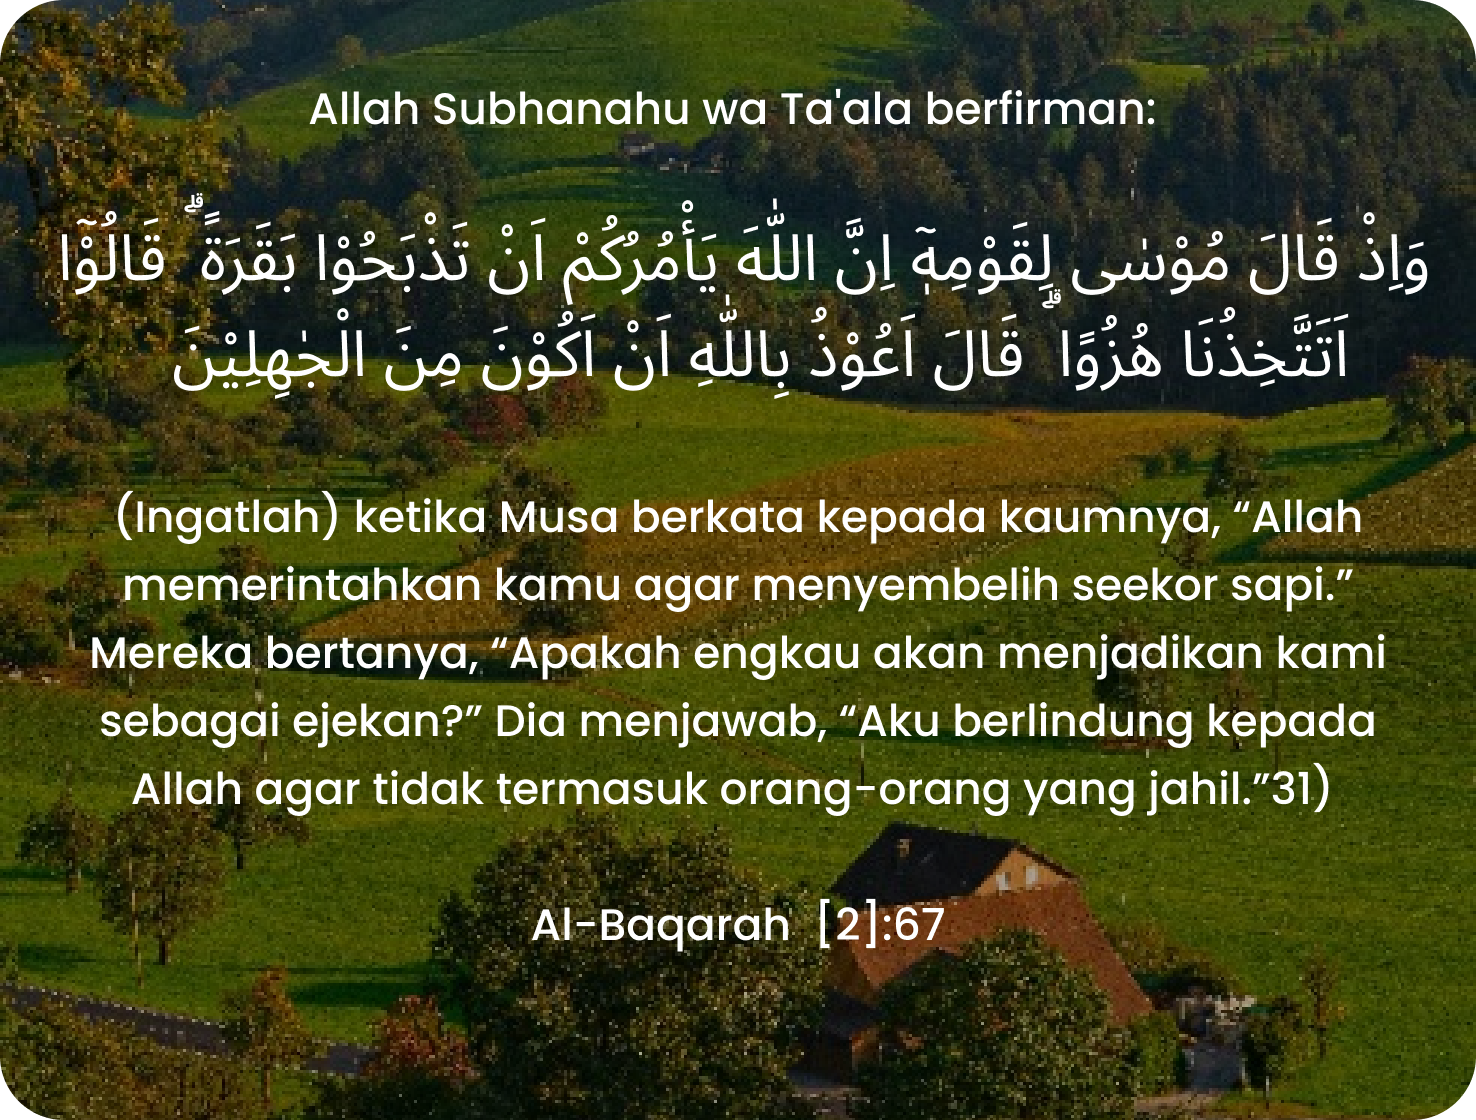 Allah Subhanahu wa Ta'ala berfirman:
وَاِذْ قَالَ مُوْسٰى لِقَوْمِهٖٓ اِنَّ اللّٰهَ يَأْمُرُكُمْ اَنْ تَذْبَحُوْا بَقَرَةً ۗ قَالُوْٓا
اَتَتَّخِذُنَا هُزُوًا ۗ قَالَ اَعُوْذُ بِاللّٰهِ اَنْ اَكُوْنَ مِنَ الْجٰهِلِيْنَ
(Ingatlah) ketika Musa berkata kepada kaumnya, “Allah
memerintahkan kamu agar menyembelih seekor sapi.”
Mereka bertanya, “Apakah engkau akan menjadikan kami
sebagai ejekan?” Dia menjawab, “Aku berlindung kepada
Allah agar tidak termasuk orang-orang yang jahil.”31)
Al-Baqarah [2]:67